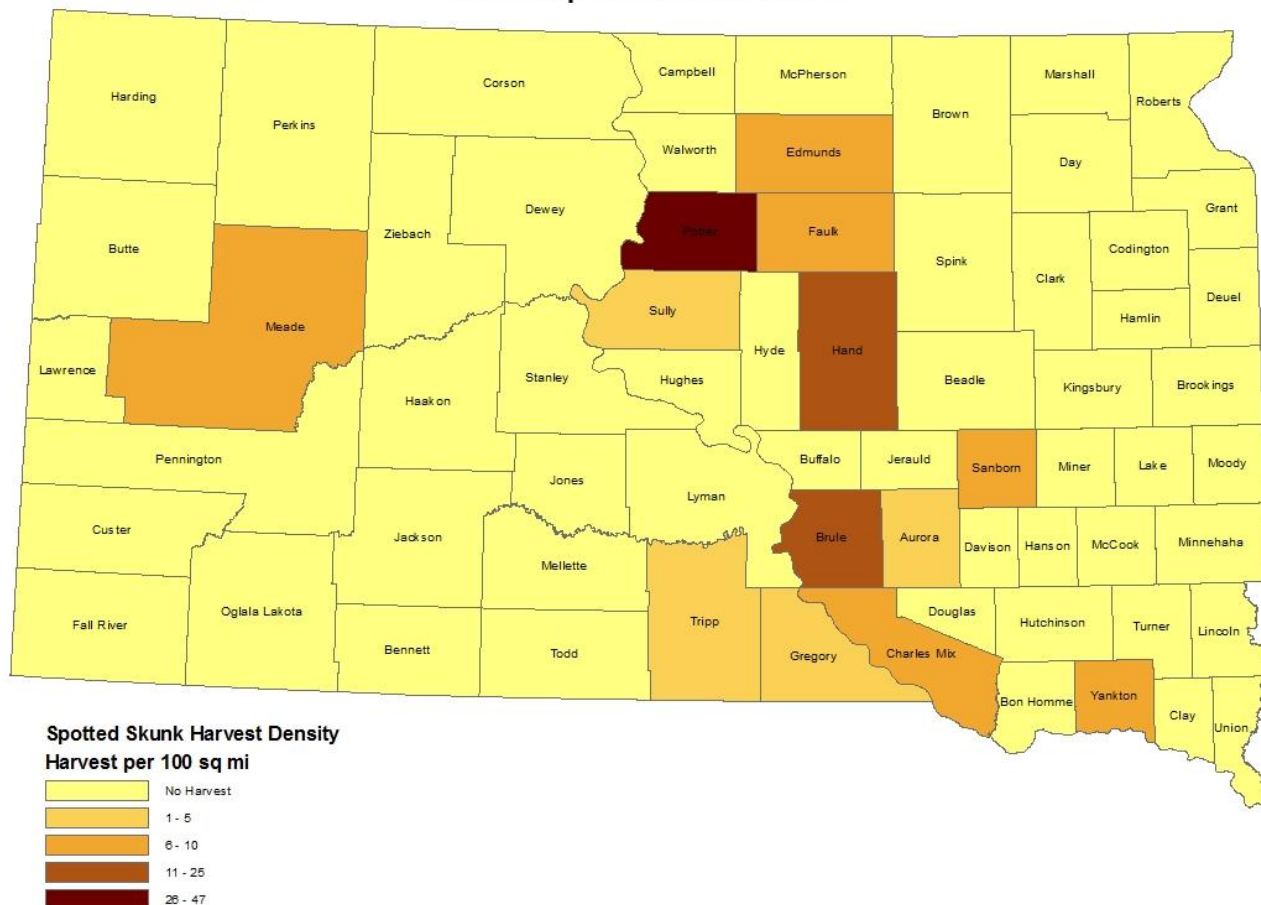 Harding
Perkins
Corson
Campbell
McPherson
Brown
Marshall
Roberts
Walworth
Edmunds
Day
Dewey
Ziebach
Butte
Potter
Faulk
Spink
Clark
Codington
Grant
Deuel
Hamlin
Meade
Sully
Hyde
Hand
Lawrence
Haakon
Stanley
Hughes
Beadle
Kingsbury
Brookings
Pennington
Jones
Lyman
Buffalo
Jerauld
Sanborn
Miner
Lake
Moody
Custer
Jackson
Mellette
Brule
Aurora
Davison
Hanson
McCook
Minnehaha
Fall River
Oglala Lakota
Bennett
Todd
Tripp
Gregory
Charles Mix
Douglas
Hutchinson
Turner
Lincoln
Bon Homme
Yankton
Clay
Union
Spotted Skunk Harvest Density
Harvest per 100 sq mi
No Harvest
1 - 5
6 - 10
11 - 25
26 - 47